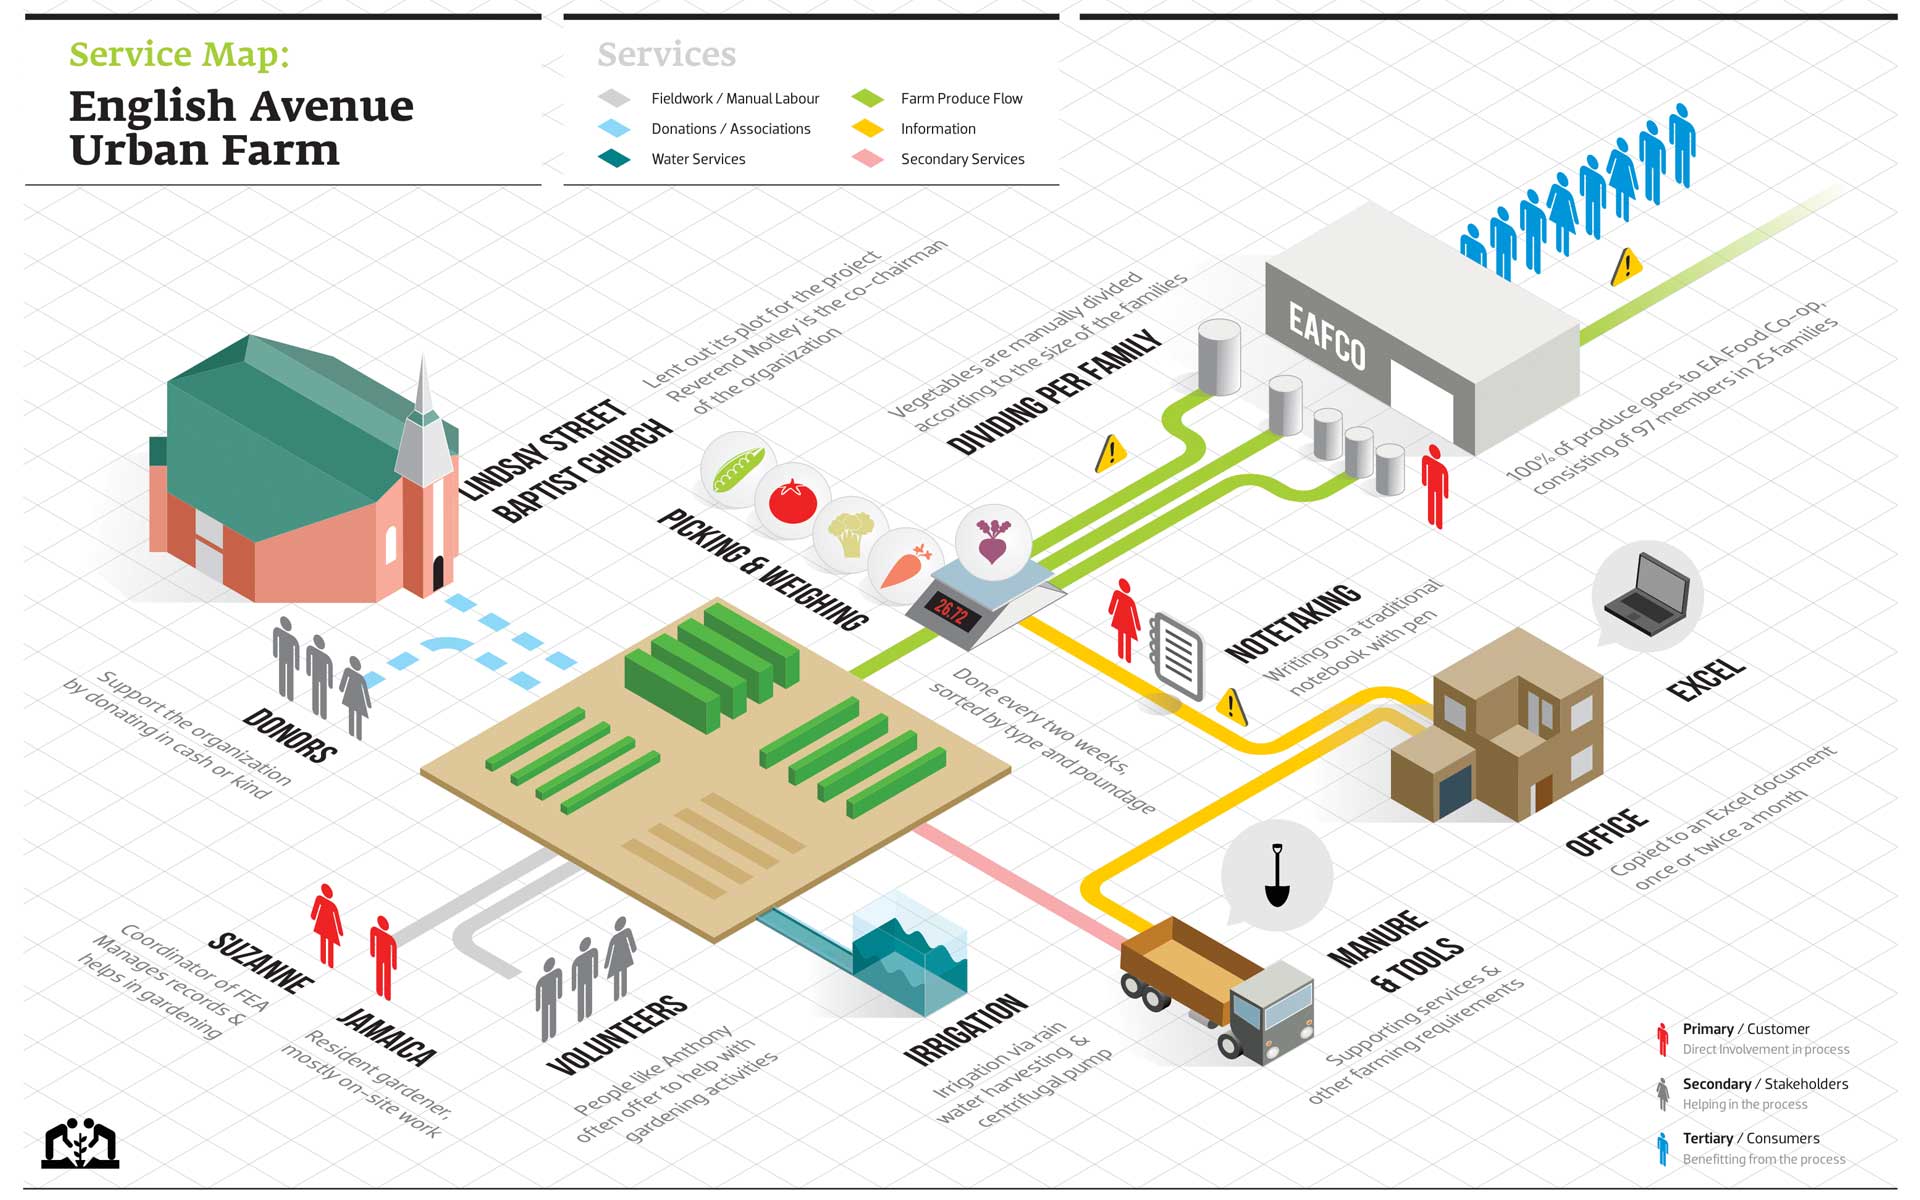 Service Map:
English Avenue
Urban Farm
Services
Fieldwork / Manual Labour
Donations / Associations
Water Services
Farm Produce Flow
Information
Secondary Services
Lent out its plot for the project
Reverend Motley is the co-chairman
of the organization
LINDSAY STREET
BAPTIST CHURCH
Vegetables are manually divided
according to the size of the families
DIVIDING PER FAMILY
EAFCO
100% of produce goes to EA Food Co-op,
consisting of 97 members in 25 families
PICKING & WEIGHING
26.72
Done every two weeks,
sorted by type and poundage
NOTETAKING
Writing on a traditional
notebook with pen
EXCEL
OFFICE
Copied to an Excel document
once or twice a month
DONORS
Support the organization
by donating in cash or kind
SUZANNE
Coordinator of FEA
Manages records &
helps in gardening
JAMAICA
Resident gardener,
mostly on-site work
VOLUNTEERS
People like Anthony
often offer to help with
gardening activities
IRRIGATION
Irrigation via rain
water harvesting &
centrifugal pump
MANURE
& TOOLS
Supporting services &
other farming requirements
Primary / Customer
Direct Involvement in process
Secondary / Stakeholders
Helping in the process
Tertiary / Consumers
Benefitting from the process